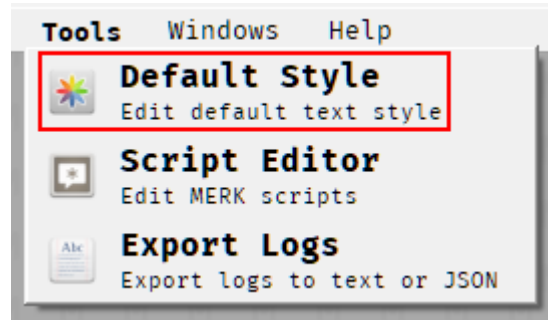 Tools Windows Help
Default Style
Edit default text style
Script Editor
Edit MERK scripts
Abc
Export Logs
Export logs to text or JSON